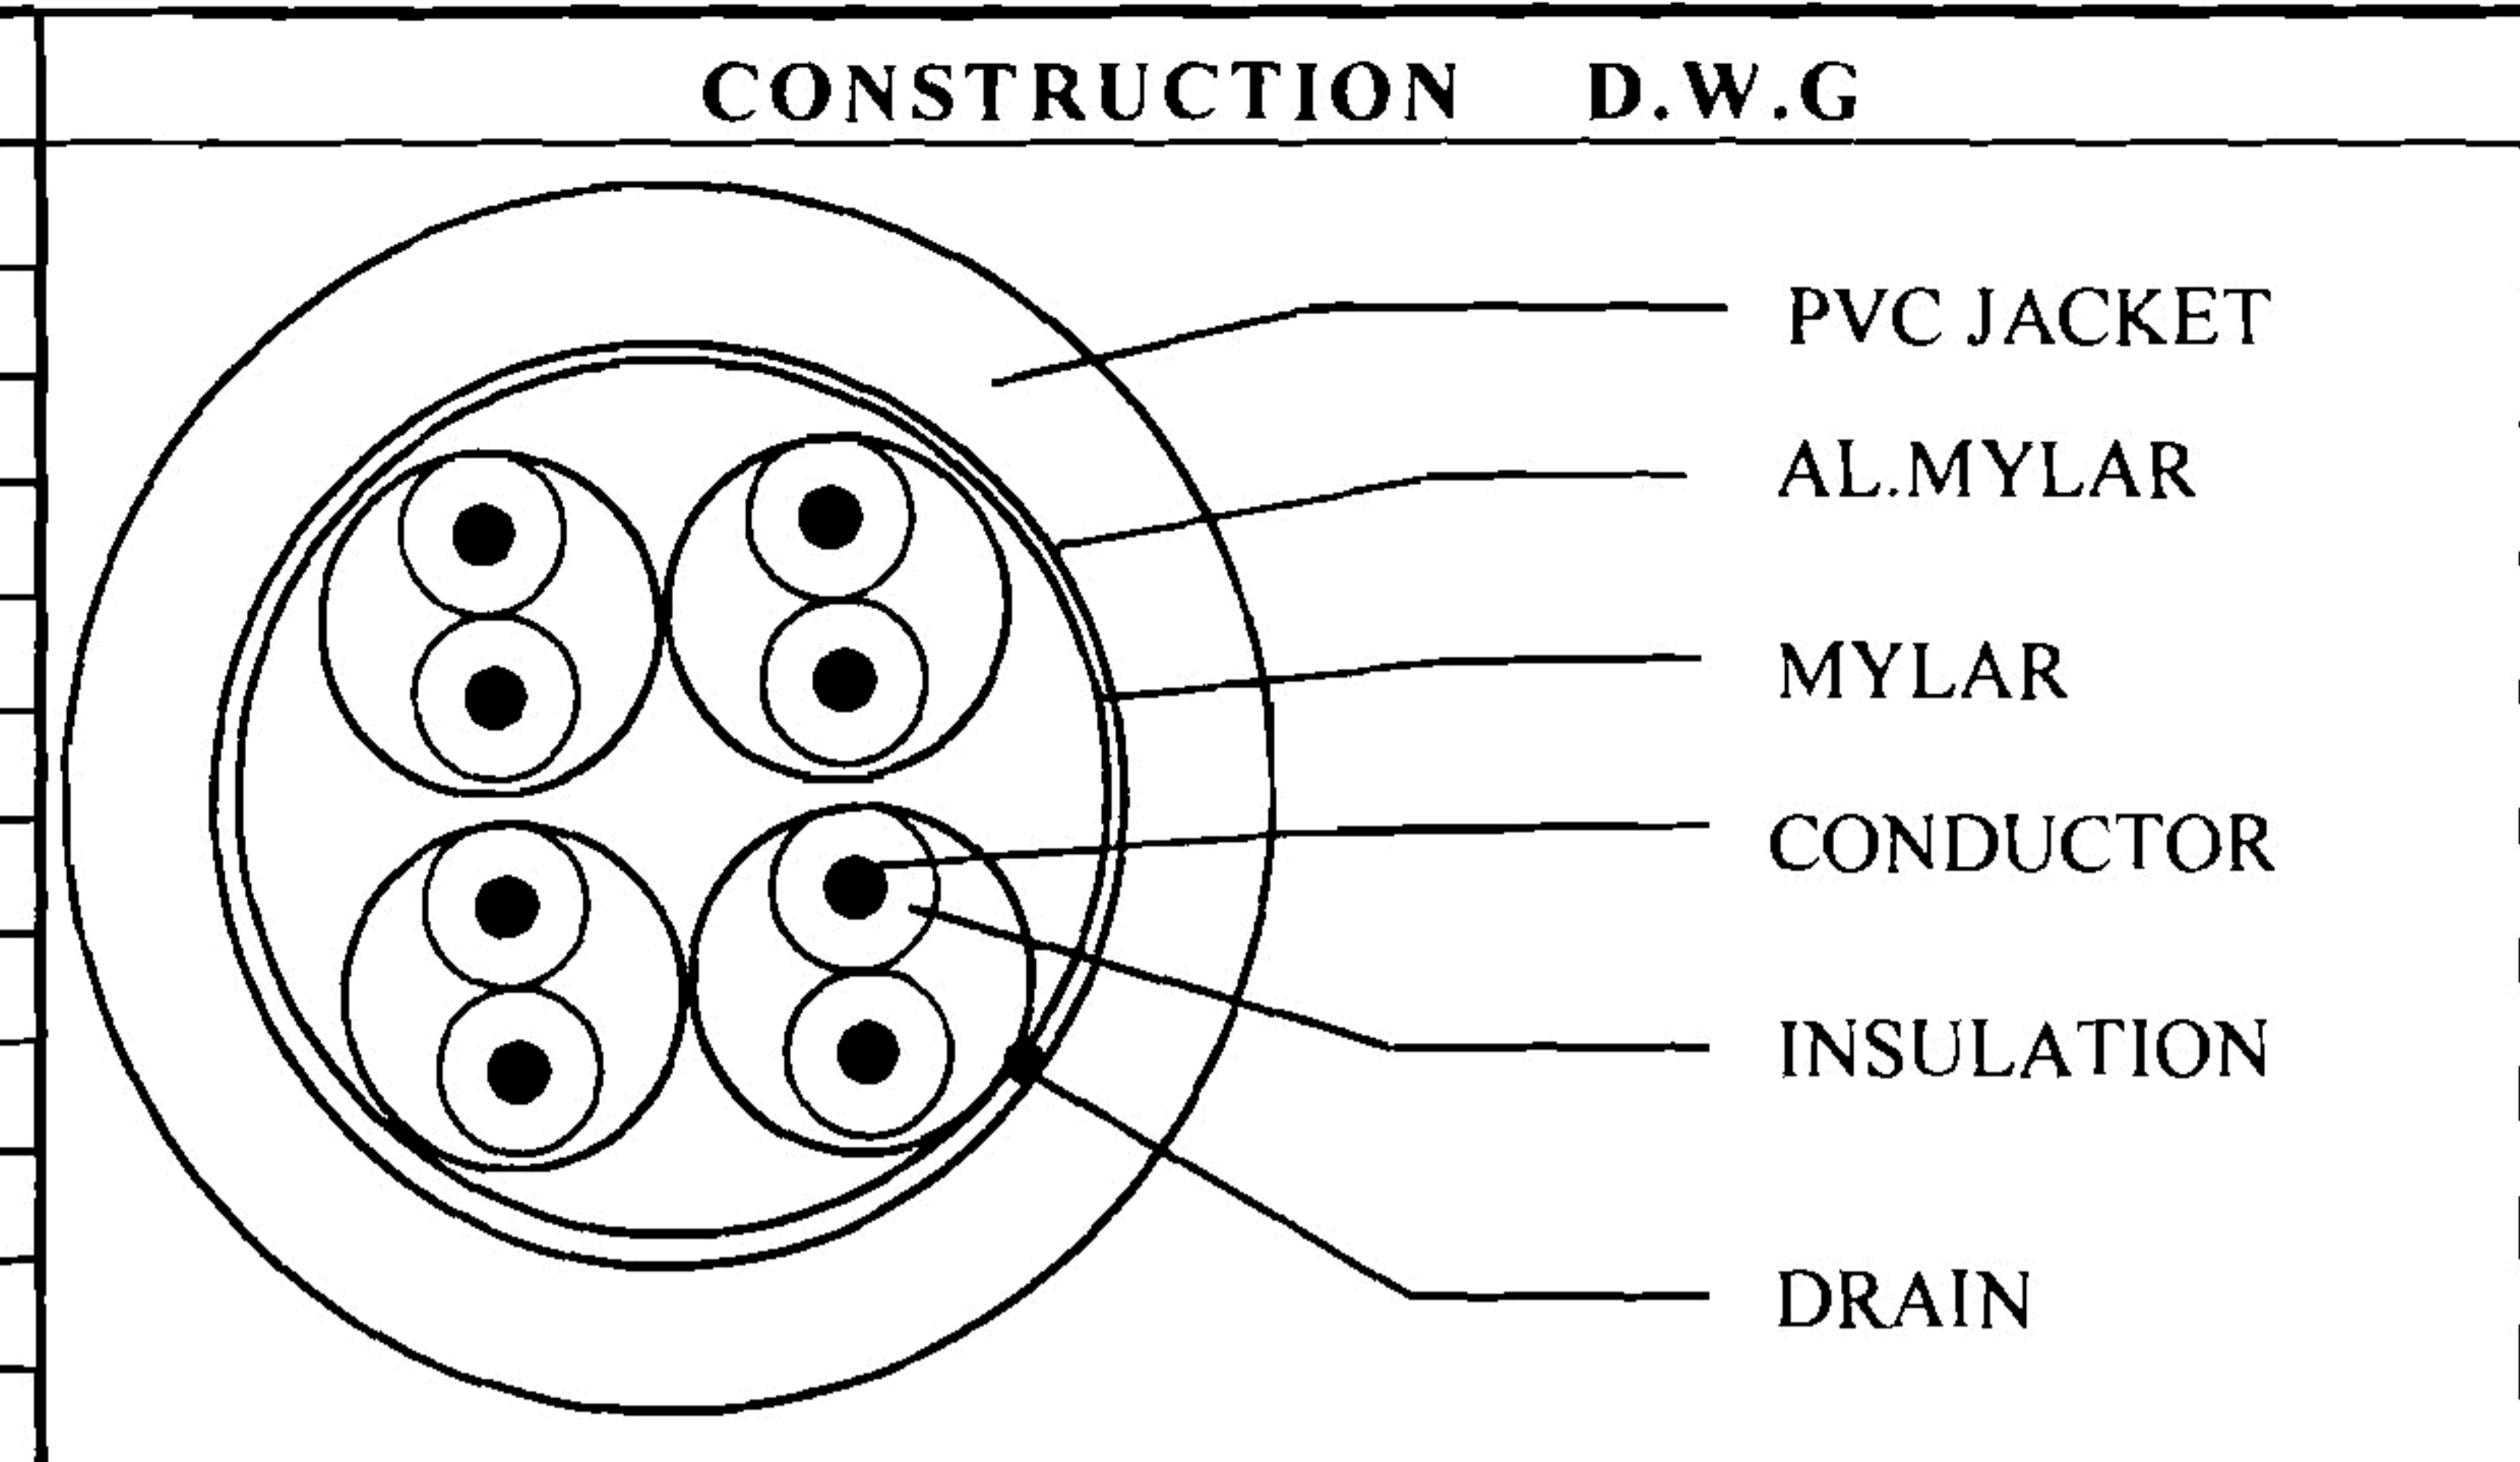 CONSTRUCTION D.W.G
PVC JACKET
AL.MYLAR
MYLAR
CONDUCTOR
INSULATION
DRAIN